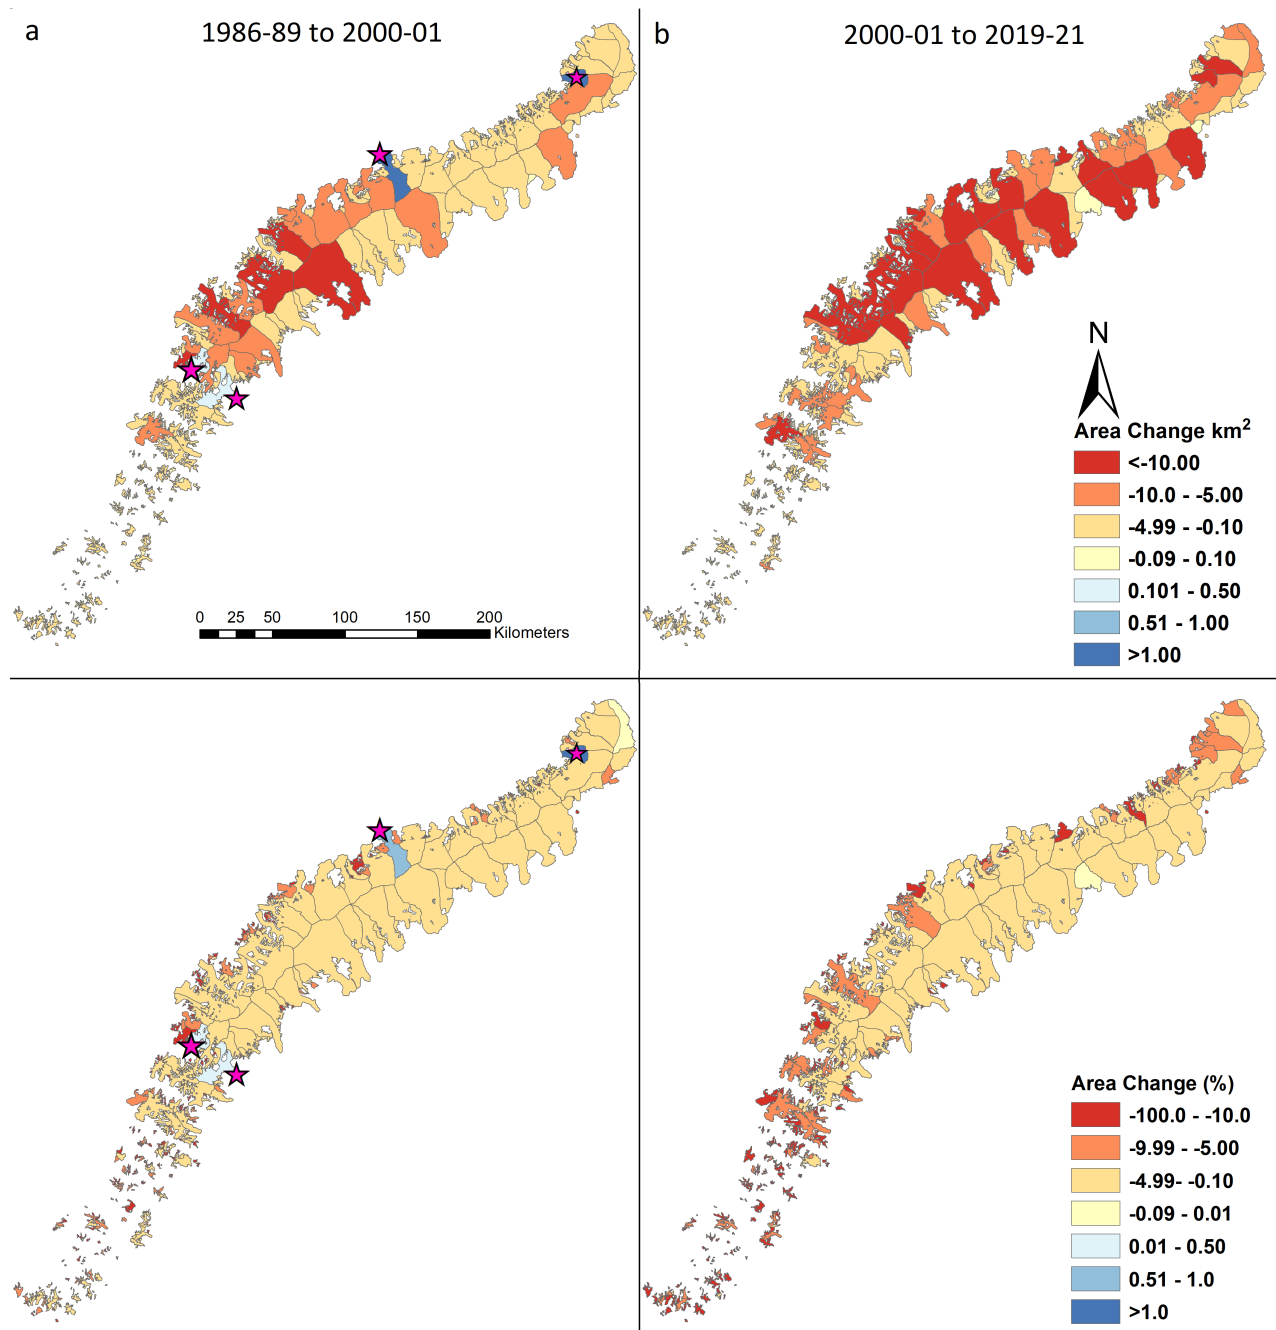 a
1986-89 to 2000-01
b
2000-01 to 2019-21
N
Area Change km²
<-10.00
-10.0 - -5.00
-4.99 - -0.10
-0.09 - 0.10
0.101 - 0.50
0.51 - 1.00
>1.00
0 25 50 100 150 200
Kilometers
Area Change (%)
-100.0 - -10.0
-9.99 - -5.00
-4.99- -0.10
-0.09 - 0.01
0.01 - 0.50
0.51 - 1.0
>1.0